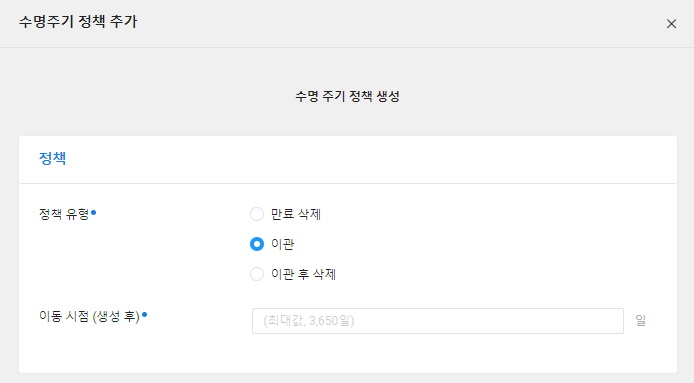 수명주기 정책 추가
수명 주기 정책 생성
정책
정책 유형
만료 삭제
이관
이관 후 삭제
이동 시점 (생성 후)
(최대값, 3,650일) 일